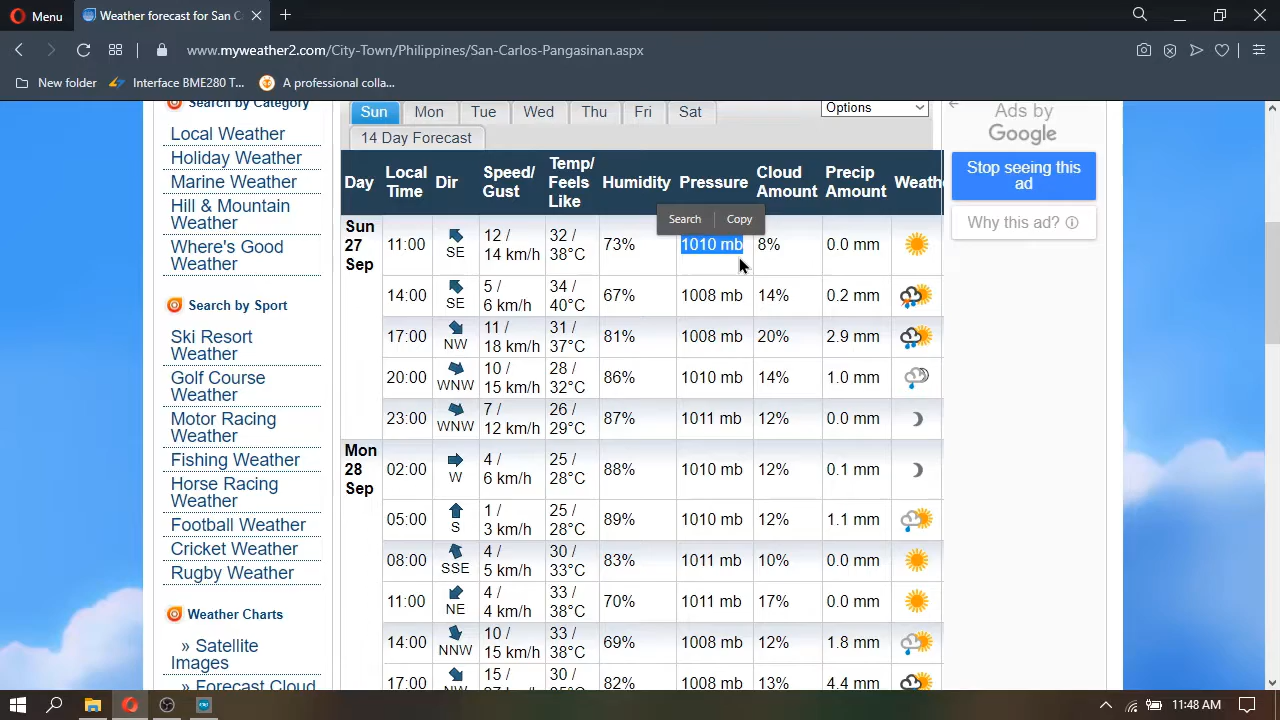 Menu
Weather forecast for San C
www.myweather2.com/City-Town/Philippines/San-Carlos-Pangasinan.aspx
New folder
Interface BME280 T...
A professional colla...
Search by Category
Local Weather
Holiday Weather
Marine Weather
Hill & Mountain
Weather
Where's Good
Weather
Search by Sport
Ski Resort
Weather
Golf Course
Weather
Motor Racing
Weather
Fishing Weather
Horse Racing
Weather
Football Weather
Cricket Weather
Rugby Weather
Weather Charts
» Satellite
Images
» Forecast Cloud
Sun Mon Tue Wed Thu Fri Sat
Options
14 Day Forecast
Day Local Time Dir Speed/ Gust Temp/ Feels Like Humidity Pressure Cloud Amount Precip Amount Weathe
Search Copy
Sun 27 Sep 11:00 SE 12 / 14 km/h 32 / 38°C 73% 1010 mb 8% 0.0 mm
14:00 SE 5 / 6 km/h 34 / 40°C 67% 1008 mb 14% 0.2 mm
17:00 NW 11 / 18 km/h 31 / 37°C 81% 1008 mb 20% 2.9 mm
20:00 WNW 10 / 15 km/h 28 / 32°C 86% 1010 mb 14% 1.0 mm
23:00 WNW 7 / 12 km/h 26 / 29°C 87% 1011 mb 12% 0.0 mm
Mon 28 Sep 02:00 W 4 / 6 km/h 25 / 28°C 88% 1010 mb 12% 0.1 mm
05:00 S 1 / 3 km/h 25 / 28°C 89% 1010 mb 12% 1.1 mm
08:00 SSE 4 / 5 km/h 30 / 33°C 83% 1011 mb 10% 0.0 mm
11:00 NE 4 / 4 km/h 33 / 38°C 70% 1011 mb 17% 0.0 mm
14:00 NNW 10 / 15 km/h 33 / 38°C 69% 1008 mb 12% 1.8 mm
17:00 15 / 30 / 82% 1008 mb 13% 4.4 mm
Ads by
Google
Stop seeing this
ad
Why this ad?
11:48 AM